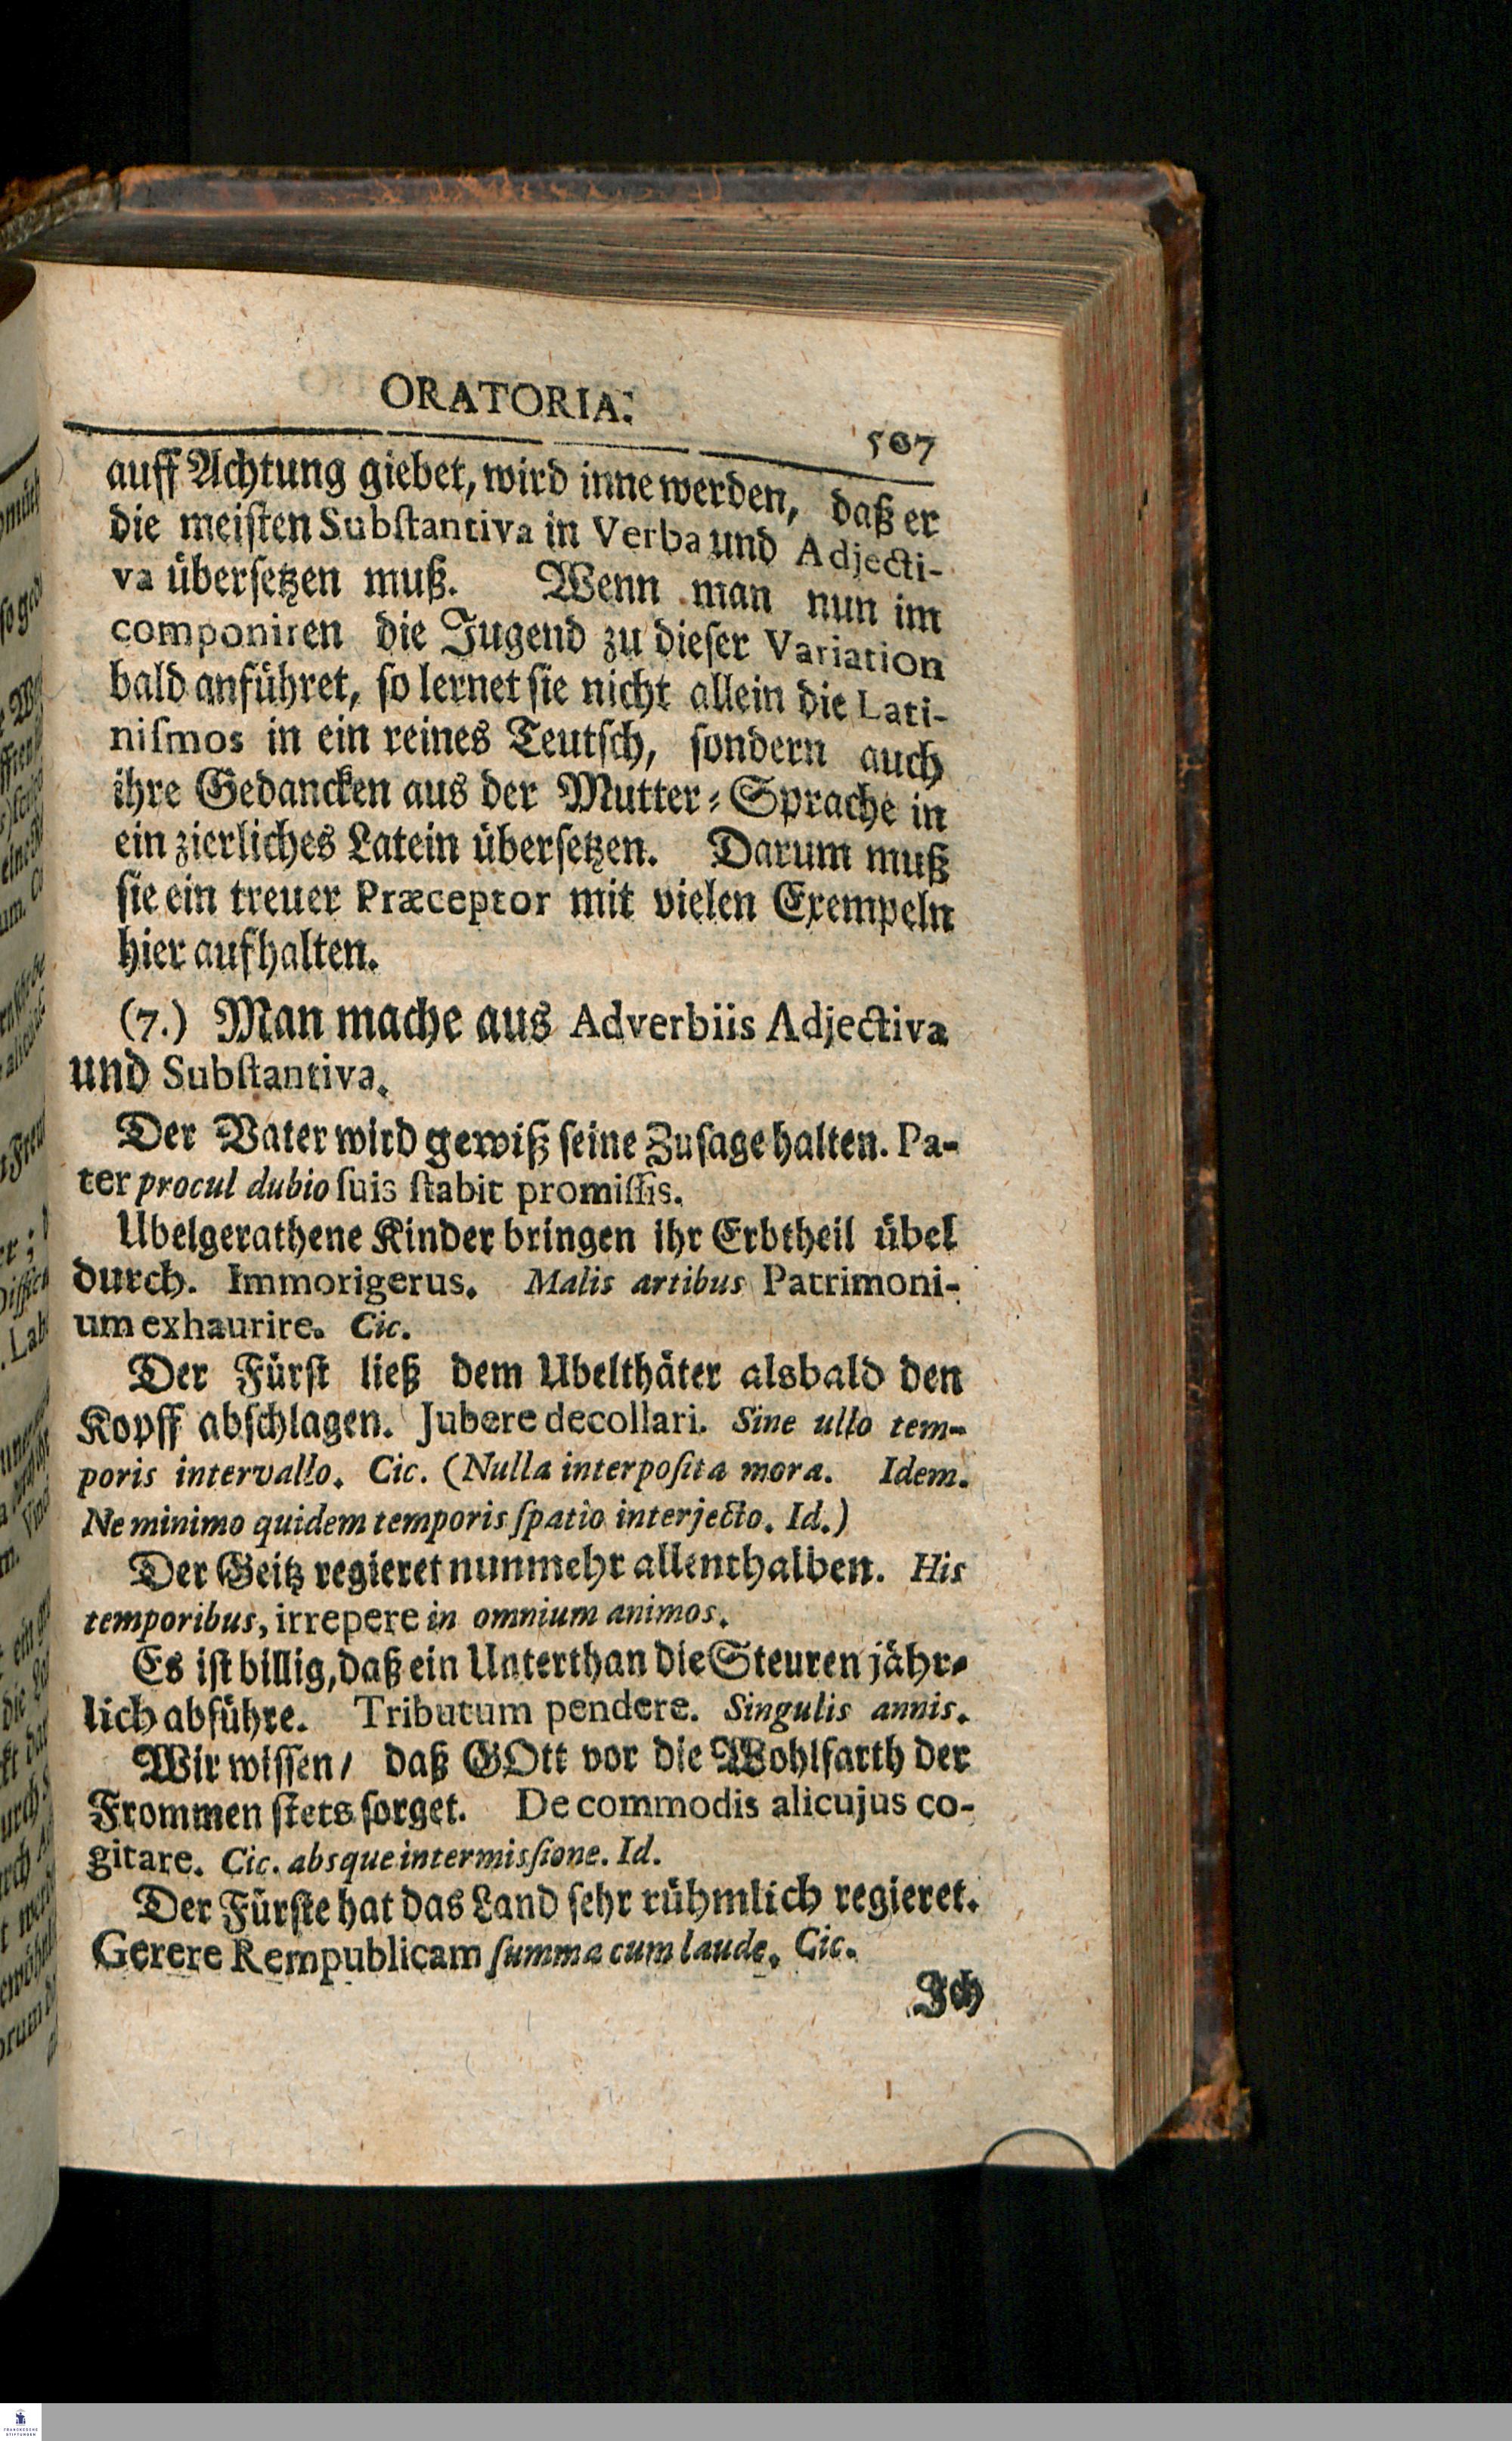 ORATORIA.
507
auff Achtung giebet, wird inne werden, daß er
die meisten Subſtantiva in Verba und Adjecti-
va überſetzen muß. Wenn man nun im
componiren die Jugend zu dieſer Variation
bald anführet, ſo lernet ſie nicht allein die Lati-
niſmos in ein reines Teutſch, ſondern auch
ihre Gedancken aus der Mutter-Sprache in
ein zierliches Latein überſetzen. Darum muß
ſie ein treuer Præceptor mit vielen Exempeln
hier aufhalten.
(7.) Man mache aus Adverbiis Adjectiva
und Subſtantiva.
Der Vater wird gewiß ſeine Zuſage halten. Pa-
ter procul dubio ſuis ſtabit promiſſis.
Ubelgerathene Kinder bringen ihr Erbtheil übel
durch. Immorigerus. Malis artibus Patrimoni-
um exhaurire. Cic.
Der Fürſt ließ dem Ubelthäter alsbald den
Kopff abſchlagen. Jubere decollari. Sine ullo tem-
poris intervallo. Cic. (Nulla interpoſita mora. Idem.
Ne minimo quidem temporis ſpatio interjecto. Id.)
Der Geitz regieret nunmehr allenthalben. His
temporibus, irrepere in omnium animos.
Es iſt billig, daß ein Unterthan die Steuren jähr-
lich abführe. Tributum pendere. Singulis annis.
Wir wiſſen/ daß GOtt vor die Wohlfarth der
Frommen ſtets ſorget. De commodis alicujus co-
gitare. Cic. absque intermisſione. Id.
Der Fürſte hat das Land ſehr rühmlich regieret.
Gerere Rempublicam ſumma cum laude. Cic.
Ich